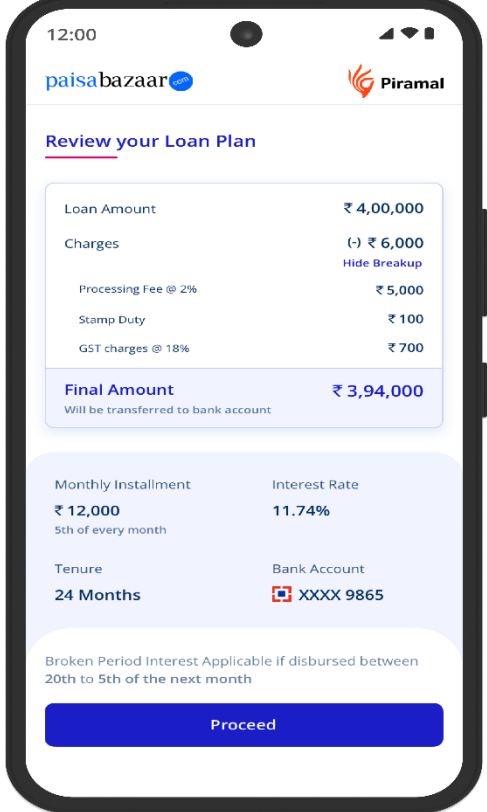 12:00
paisabazaar.com
Piramal
Review your Loan Plan
Loan Amount ₹ 4,00,000
Charges (-) ₹ 6,000
Hide Breakup
Processing Fee @ 2% ₹ 5,000
Stamp Duty ₹ 100
GST charges @ 18% ₹ 700
Final Amount ₹ 3,94,000
Will be transferred to bank account
Monthly Installment Interest Rate
₹ 12,000 11.74%
5th of every month
Tenure Bank Account
24 Months XXXX 9865
Broken Period Interest Applicable if disbursed between
20th to 5th of the next month
Proceed